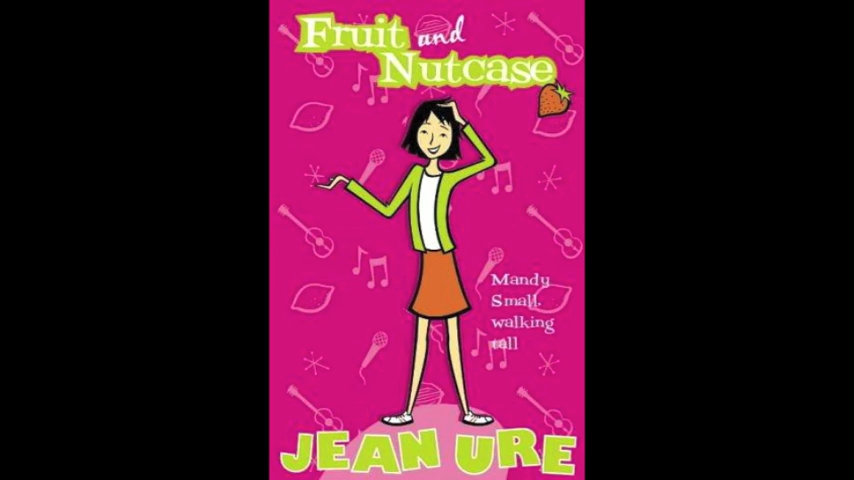 Fruit and
Nutcase
Mandy
Small,
walking
tall
JEAN URE